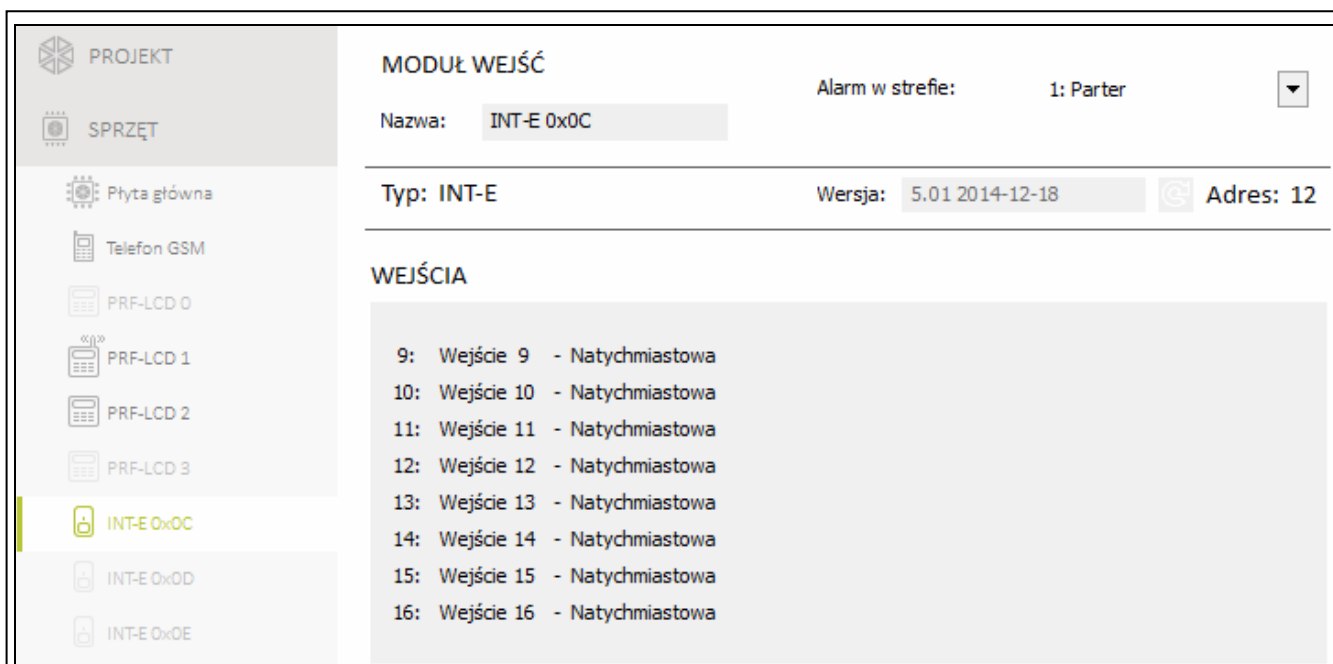 PROJEKT
SPRZĘT
Płyta główna
Telefon GSM
PRF-LCD 0
PRF-LCD 1
PRF-LCD 2
PRF-LCD 3
INT-E 0x0C
INT-E 0x0D
INT-E 0x0E
MODUŁ WEJŚĆ
Nazwa: INT-E 0x0C
Alarm w strefie: 1: Parter
Typ: INT-E Wersja: 5.01 2014-12-18 Adres: 12
WEJŚCIA
9: Wejście 9 - Natychmiastowa
10: Wejście 10 - Natychmiastowa
11: Wejście 11 - Natychmiastowa
12: Wejście 12 - Natychmiastowa
13: Wejście 13 - Natychmiastowa
14: Wejście 14 - Natychmiastowa
15: Wejście 15 - Natychmiastowa
16: Wejście 16 - Natychmiastowa